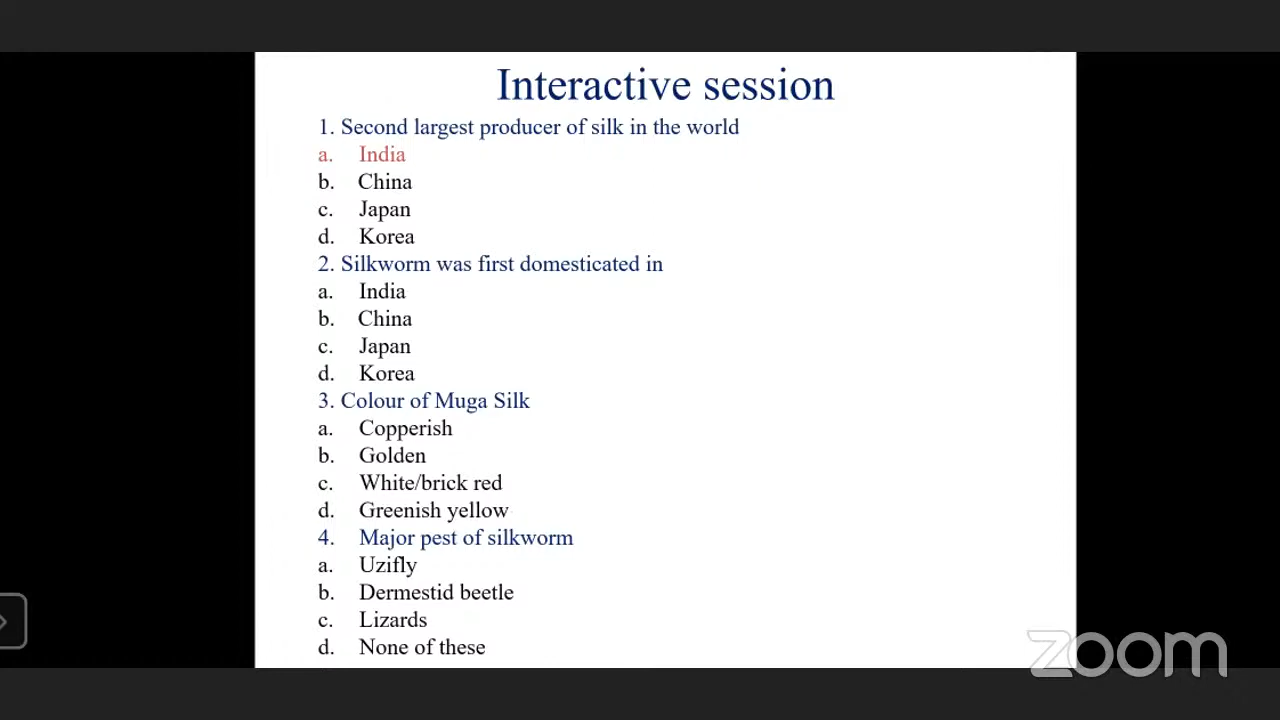 Interactive session
1. Second largest producer of silk in the world
a. India
b. China
c. Japan
d. Korea
2. Silkworm was first domesticated in
a. India
b. China
c. Japan
d. Korea
3. Colour of Muga Silk
a. Copperish
b. Golden
c. White/brick red
d. Greenish yellow
4. Major pest of silkworm
a. Uzifly
b. Dermestid beetle
c. Lizards
d. None of these
zoom